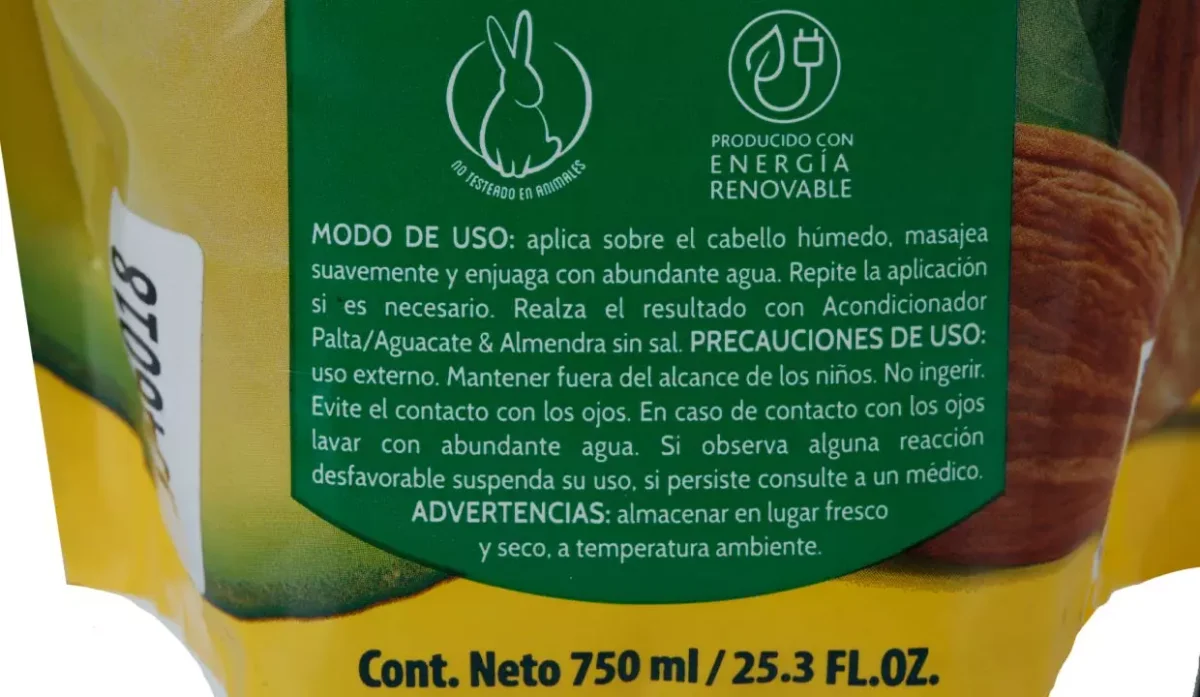 NO TESTEADO EN ANIMALES
PRODUCIDO CON
ENERGÍA
RENOVABLE
MODO DE USO: aplica sobre el cabello húmedo, masajea
suavemente y enjuaga con abundante agua. Repite la aplicación
si es necesario. Realza el resultado con Acondicionador
Palta/Aguacate & Almendra sin sal. PRECAUCIONES DE USO:
uso externo. Mantener fuera del alcance de los niños. No ingerir.
Evite el contacto con los ojos. En caso de contacto con los ojos
lavar con abundante agua. Si observa alguna reacción
desfavorable suspenda su uso, si persiste consulte a un médico.
ADVERTENCIAS: almacenar en lugar fresco
y seco, a temperatura ambiente.
Cont. Neto 750 ml / 25.3 FL.OZ.